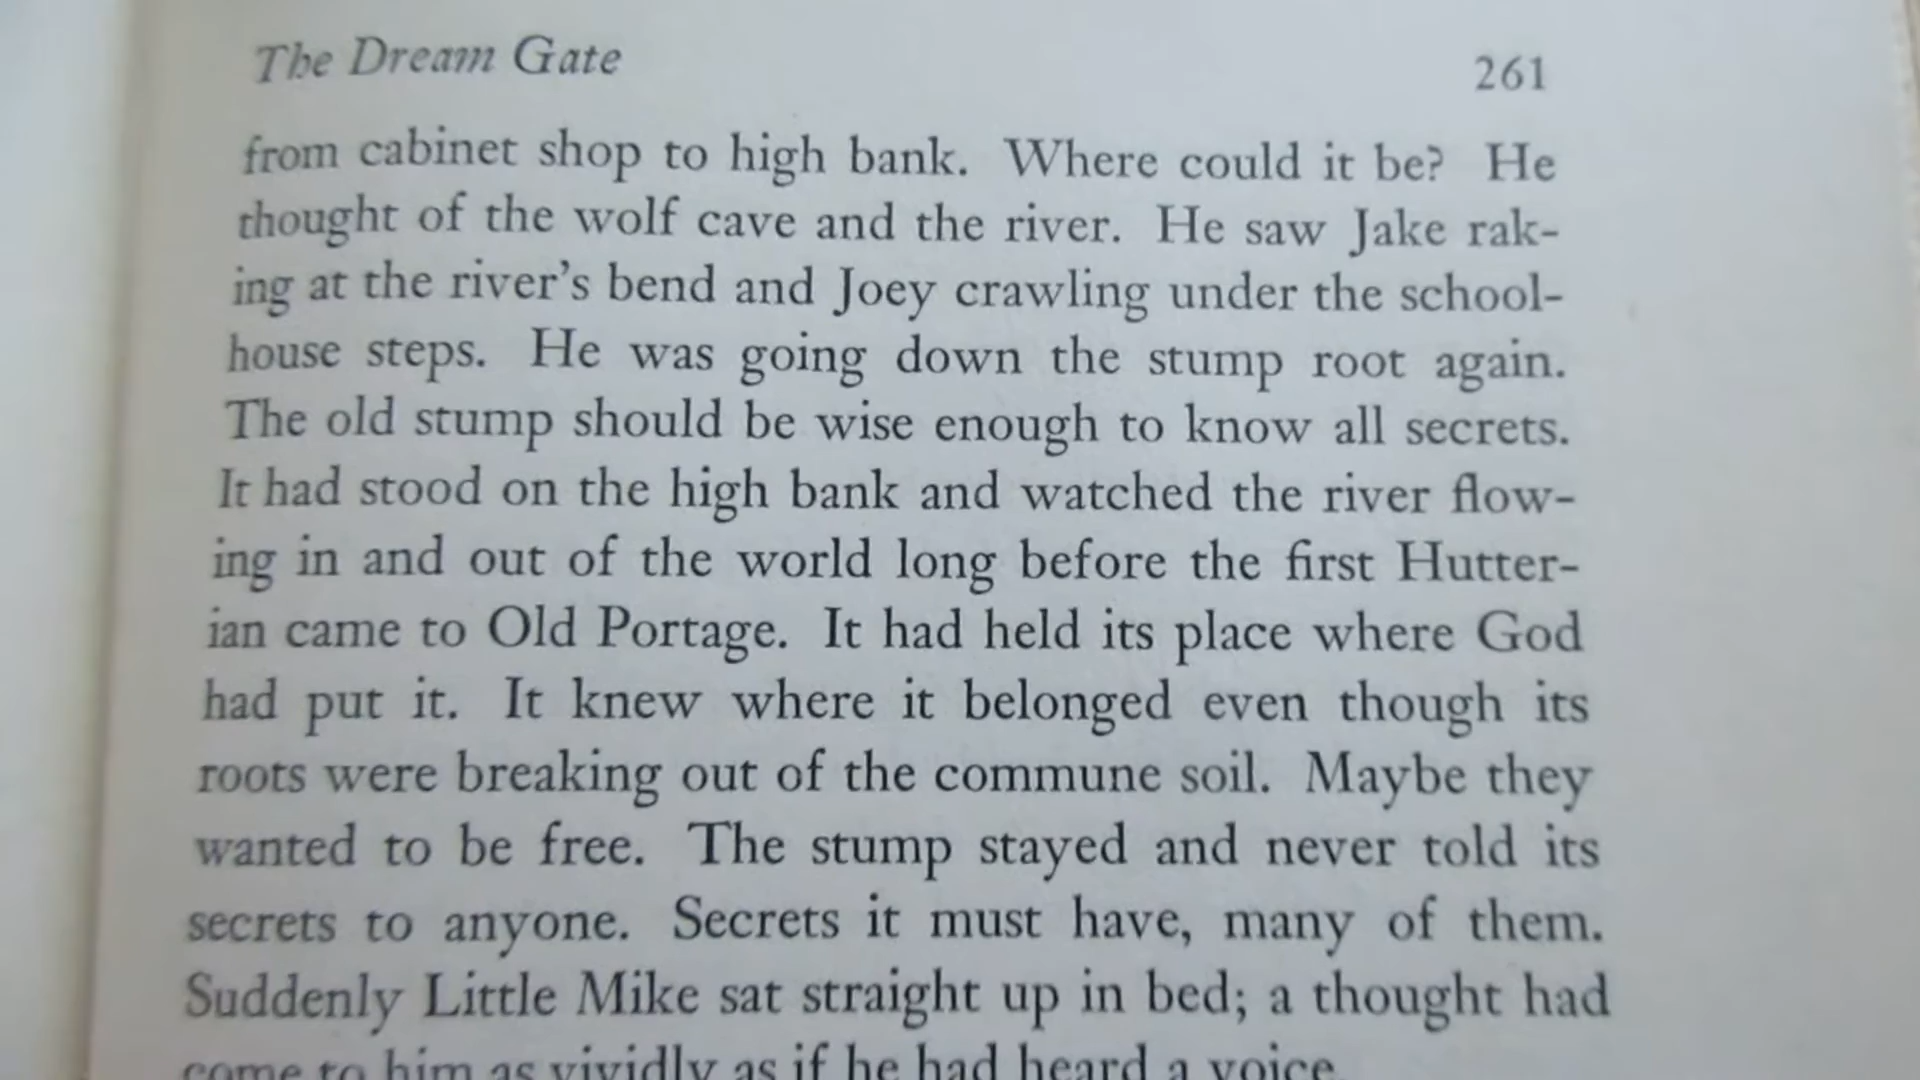 The Dream Gate 261
from cabinet shop to high bank. Where could it be? He
thought of the wolf cave and the river. He saw Jake rak-
ing at the river's bend and Joey crawling under the school-
house steps. He was going down the stump root again.
The old stump should be wise enough to know all secrets.
It had stood on the high bank and watched the river flow-
ing in and out of the world long before the first Hutter-
ian came to Old Portage. It had held its place where God
had put it. It knew where it belonged even though its
roots were breaking out of the commune soil. Maybe they
wanted to be free. The stump stayed and never told its
secrets to anyone. Secrets it must have, many of them.
Suddenly Little Mike sat straight up in bed; a thought had
come to him as vividly as if he had heard a voice.